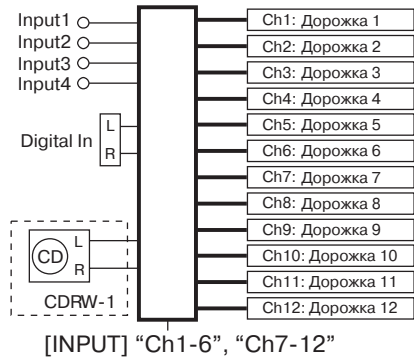 Input1
Input2
Input3
Input4
Digital In
L
R
CD
L
R
CDRW-1
Ch1: Дорожка 1
Ch2: Дорожка 2
Ch3: Дорожка 3
Ch4: Дорожка 4
Ch5: Дорожка 5
Ch6: Дорожка 6
Ch7: Дорожка 7
Ch8: Дорожка 8
Ch9: Дорожка 9
Ch10: Дорожка 10
Ch11: Дорожка 11
Ch12: Дорожка 12
[INPUT] “Ch1-6”, “Ch7-12”